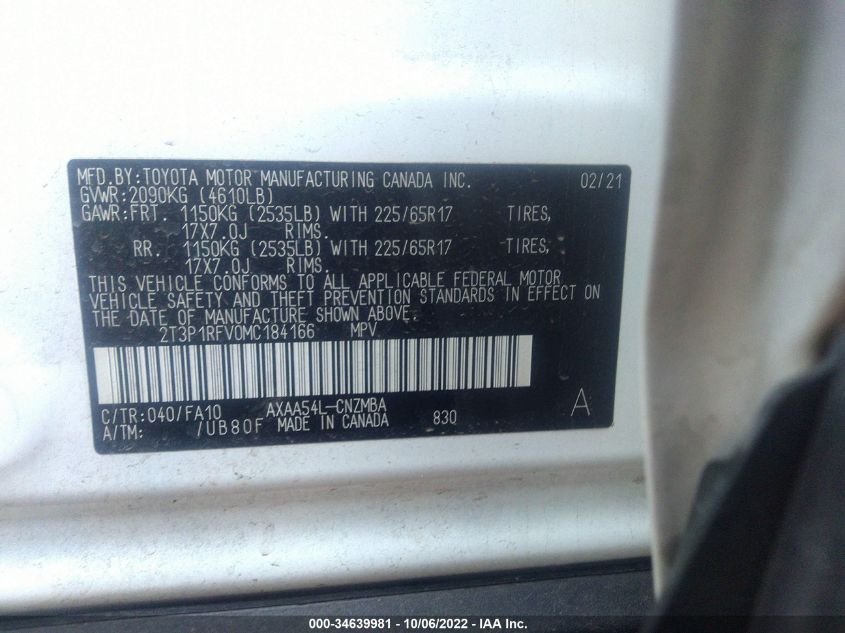 MFD.BY:TOYOTA MOTOR MANUFACTURING CANADA INC. 02/21
GVWR:2090KG (4610LB)
GAWR:FRT. 1150KG (2535LB) WITH 225/65R17 TIRES,
17X7.0J RIMS.
RR. 1150KG (2535LB) WITH 225/65R17 TIRES,
17X7.0J RIMS.
THIS VEHICLE CONFORMS TO ALL APPLICABLE FEDERAL MOTOR
VEHICLE SAFETY AND THEFT PREVENTION STANDARDS IN EFFECT ON
THE DATE OF MANUFACTURE SHOWN ABOVE.
2T3P1RFV0MC184166 MPV
C/TR:040/FA10 AXAA54L-CNZMBA A
A/TM: /UB80F MADE IN CANADA 830
000-34639981 - 10/06/2022 - IAA Inc.